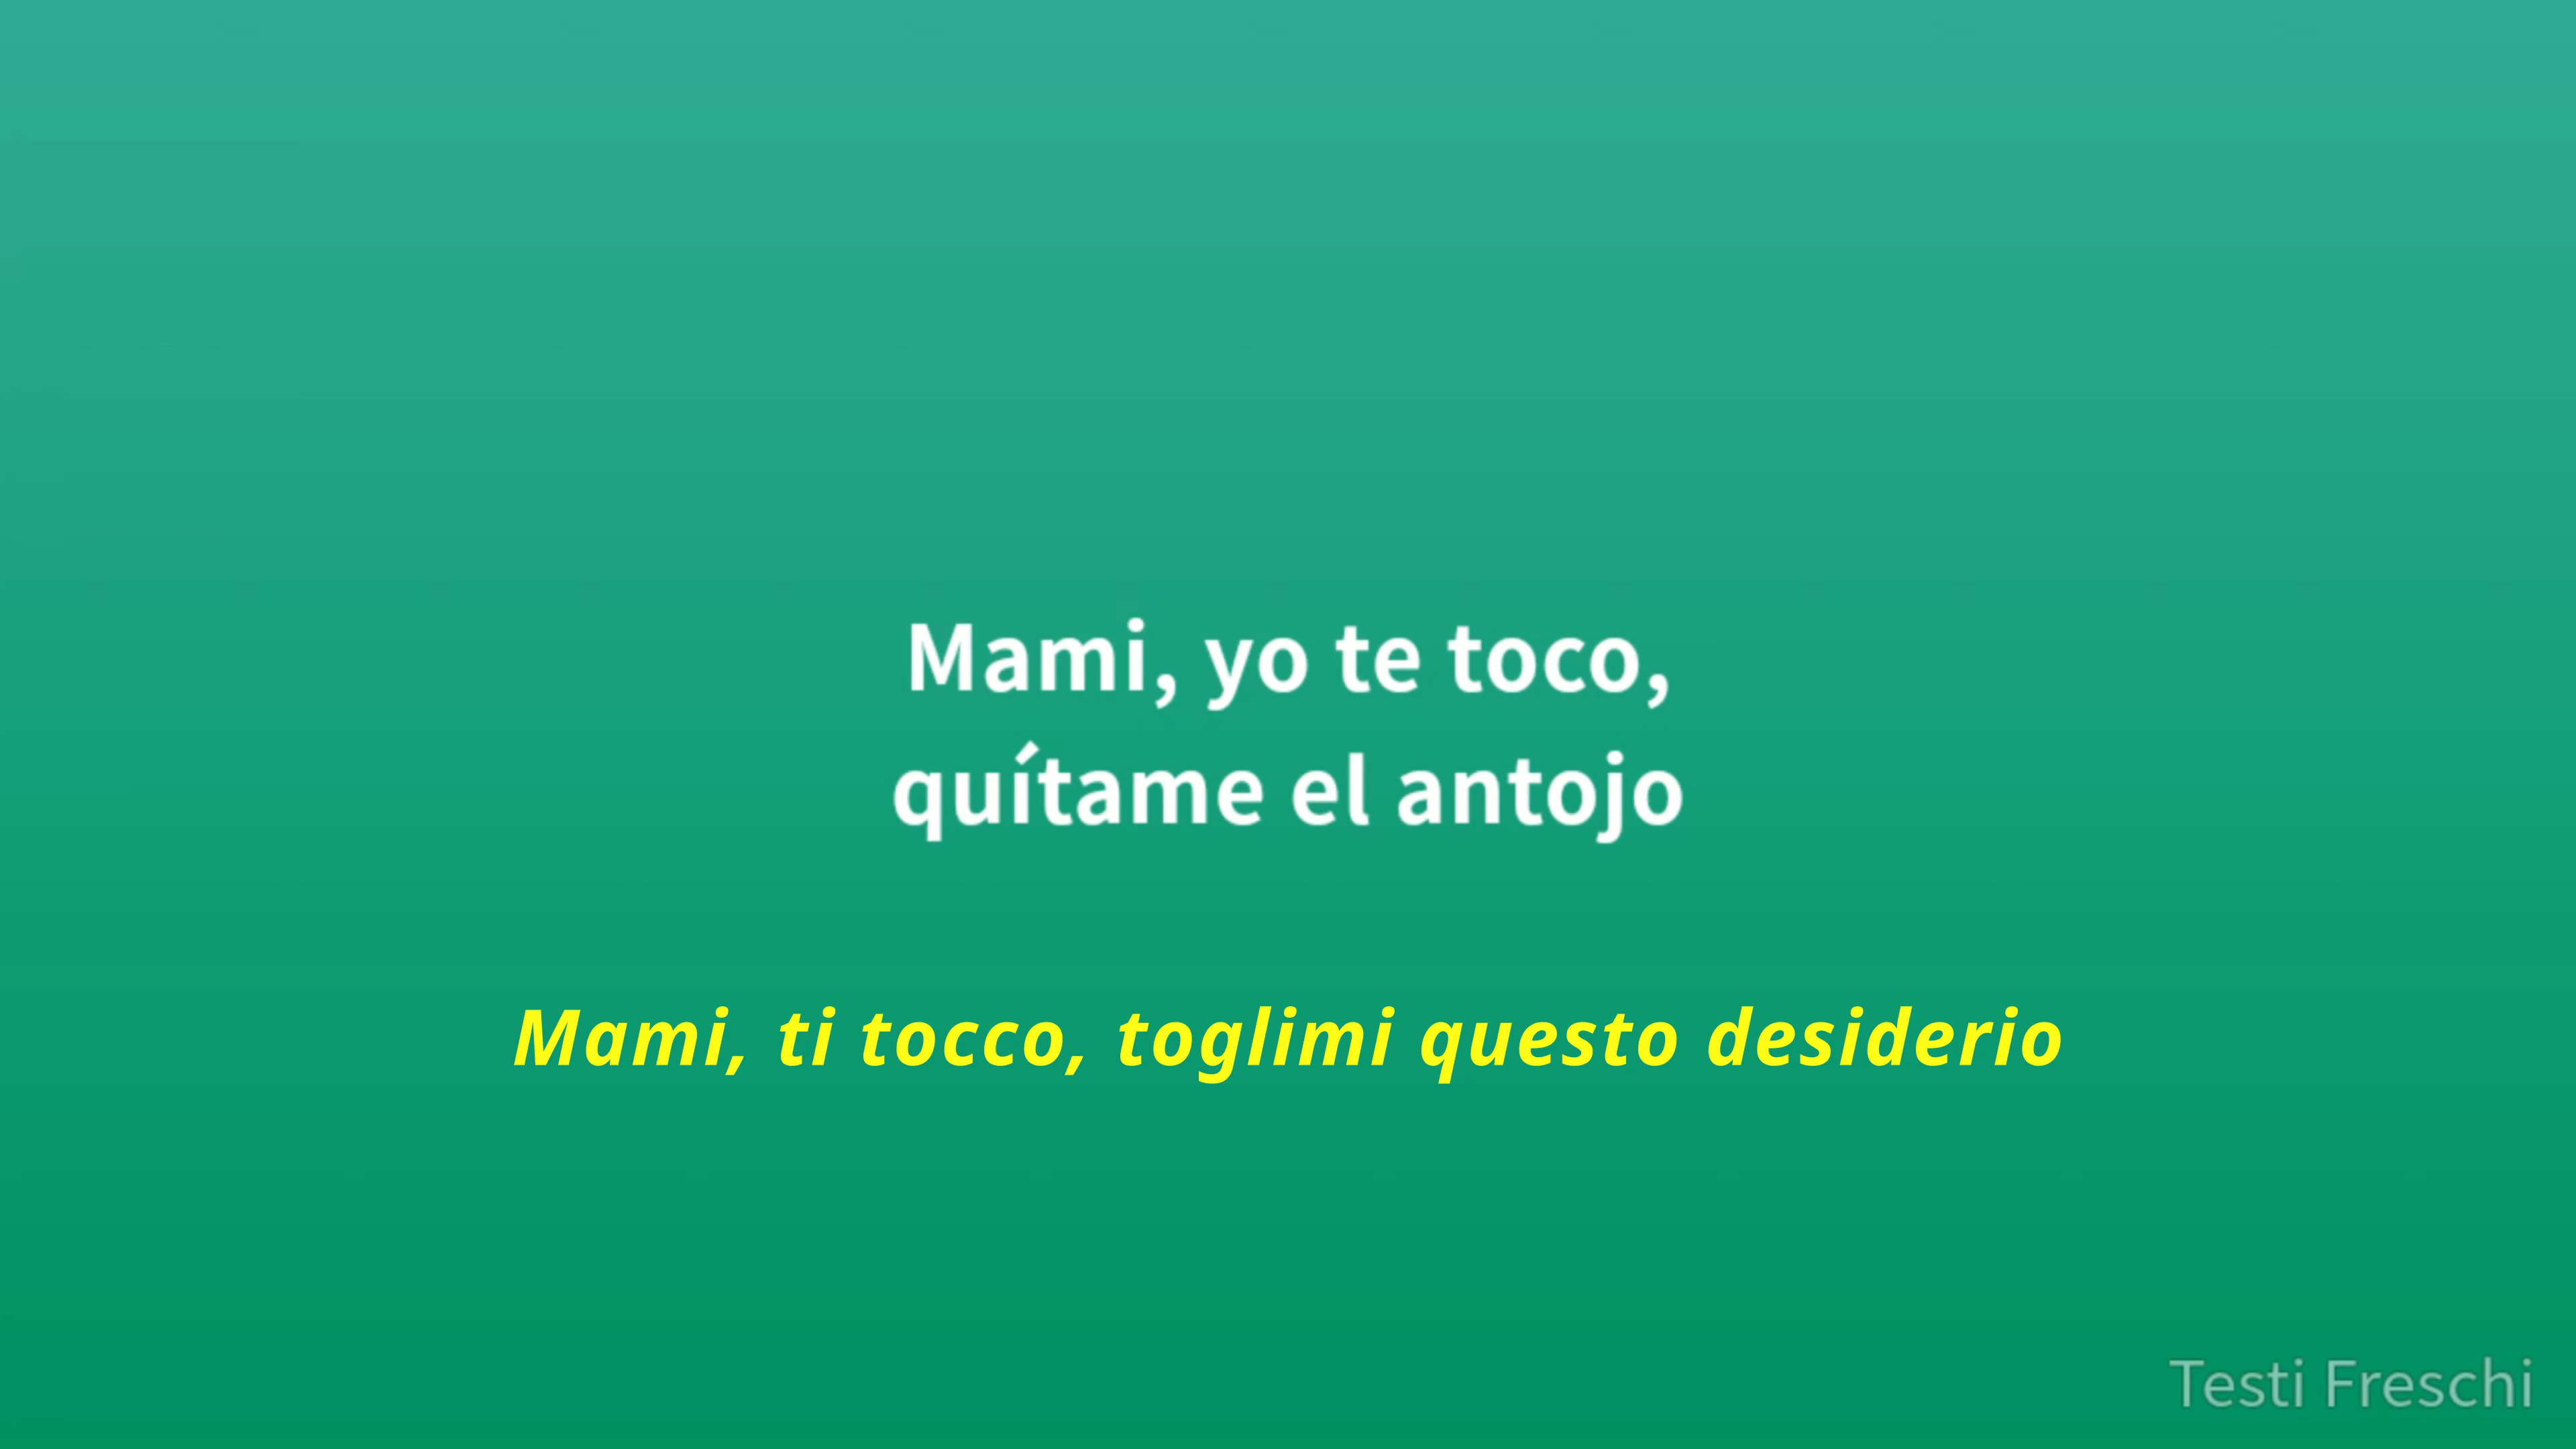 Mami, yo te toco,
quítame el antojo
Mami, ti tocco, toglimi questo desiderio
Testi Freschi